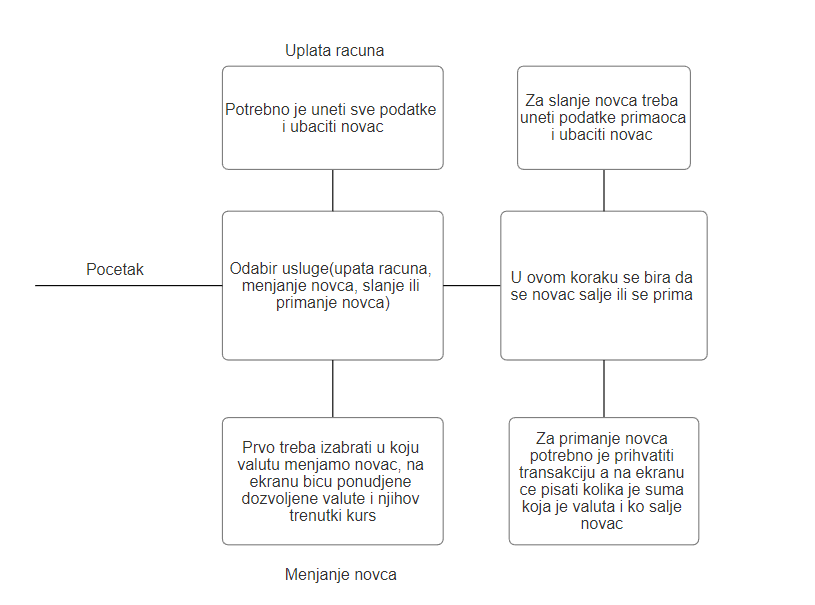 Uplata racuna
Potrebno je uneti sve podatke
i ubaciti novac
Za slanje novca treba
uneti podatke primaoca
i ubaciti novac
Pocetak
Odabir usluge(upata racuna,
menjanje novca, slanje ili
primanje novca)
U ovom koraku se bira da
se novac salje ili se prima
Prvo treba izabrati u koju
valutu menjamo novac, na
ekranu bicu ponudjene
dozvoljene valute i njihov
trenutki kurs
Za primanje novca
potrebno je prihvatiti
transakciju a na ekranu
ce pisati kolika je suma
koja je valuta i ko salje
novac
Menjanje novca